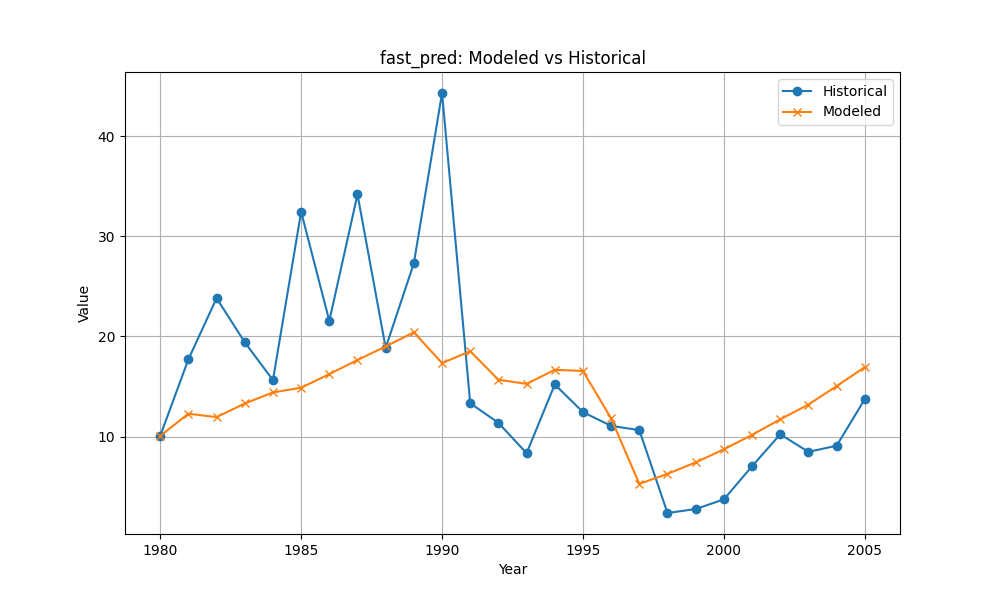 fast_pred: Modeled vs Historical
Historical
Modeled
Value
40
30
20
10
1980 1985 1990 1995 2000 2005
Year